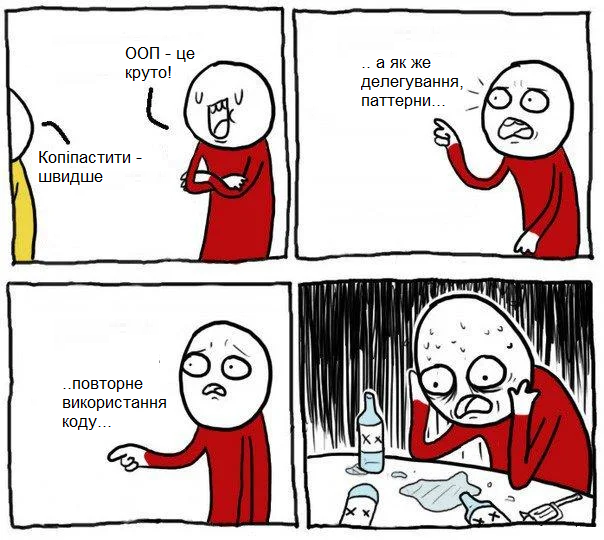 ООП - це
круто!
Копіпастити -
швидше
.. а як же
делегування,
паттерни...
..повторне
використання
коду...
X X
X X
X X